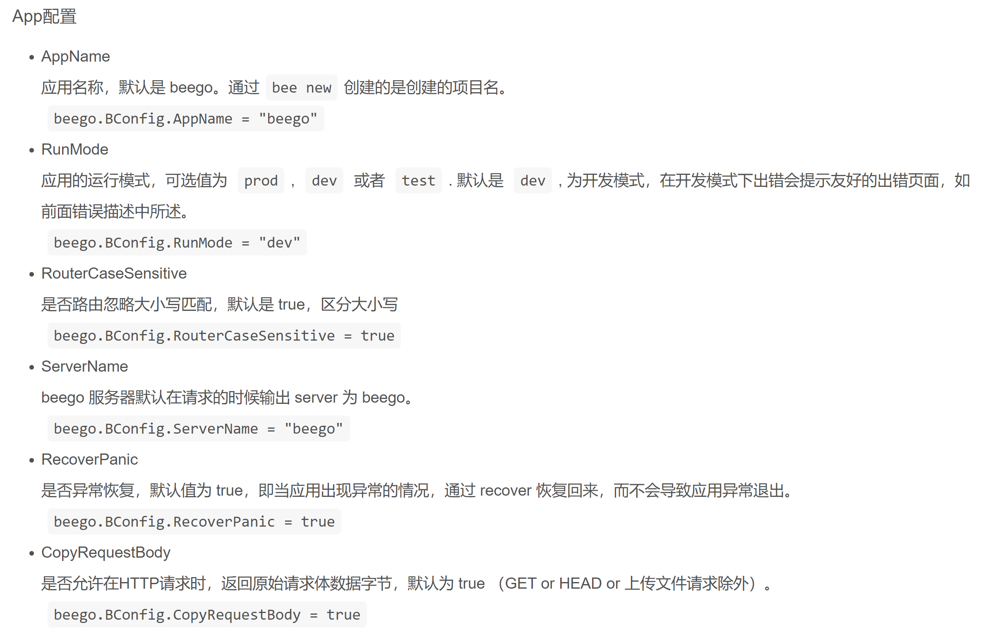 App配置
AppName
应用名称，默认是 beego。通过 bee new 创建的是创建的项目名。
beego.BConfig.AppName = "beego"
RunMode
应用的运行模式，可选值为 prod , dev 或者 test . 默认是 dev , 为开发模式，在开发模式下出错会提示友好的出错页面，如
前面错误描述中所述。
beego.BConfig.RunMode = "dev"
RouterCaseSensitive
是否路由忽略大小写匹配，默认是 true，区分大小写
beego.BConfig.RouterCaseSensitive = true
ServerName
beego 服务器默认在请求的时候输出 server 为 beego。
beego.BConfig.ServerName = "beego"
RecoverPanic
是否异常恢复，默认值为 true，即当应用出现异常的情况，通过 recover 恢复回来，而不会导致应用异常退出。
beego.BConfig.RecoverPanic = true
CopyRequestBody
是否允许在HTTP请求时，返回原始请求体数据字节，默认为 true （GET or HEAD or 上传文件请求除外）。
beego.BConfig.CopyRequestBody = true